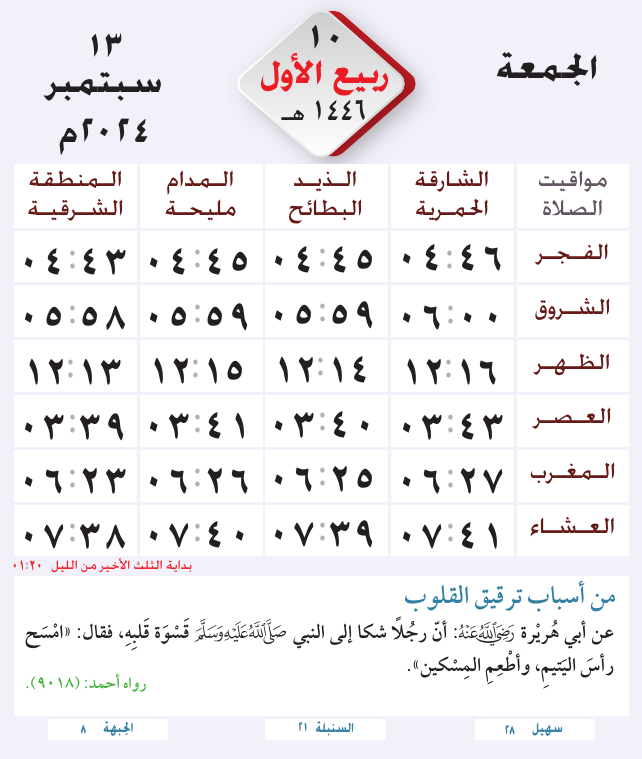 الجمعة
١٠
ربيع الأول
١٤٤٦ هـ
١٣
سبتمبر
٢٠٢٤م
مواقيت الصلاة | الشارقة الحمرية | الذيد البطائح | المدام مليحة | المنطقة الشرقية
الفجر ٠٤:٤٦ ٠٤:٤٥ ٠٤:٤٥ ٠٤:٤٣
الشروق ٠٦:٠٠ ٠٥:٥٩ ٠٥:٥٩ ٠٥:٥٨
الظهر ١٢:١٦ ١٢:١٤ ١٢:١٥ ١٢:١٣
العصر ٠٣:٤٣ ٠٣:٤٠ ٠٣:٤١ ٠٣:٣٩
المغرب ٠٦:٢٧ ٠٦:٢٥ ٠٦:٢٦ ٠٦:٢٣
العشاء ٠٧:٤١ ٠٧:٣٩ ٠٧:٤٠ ٠٧:٣٨
بداية الثلث الأخير من الليل ٠١:٢٠
من أسباب ترقيق القلوب
عن أبي هُريْرة رَضِيَ اللَّهُ عَنْهُ: أنّ رجُلًا شكا إلى النبي صَلَّى اللَّهُ عَلَيْهِ وَسَلَّمَ قَسْوَة قَلبِهِ، فقال: «امْسَح
رأسَ اليَتيمِ، وأطْعِمِ المِسْكين».
رواه أحمد: (٩٠١٨).
سهيل ٢٨
السنبلة ٢١
الجبهة ٨